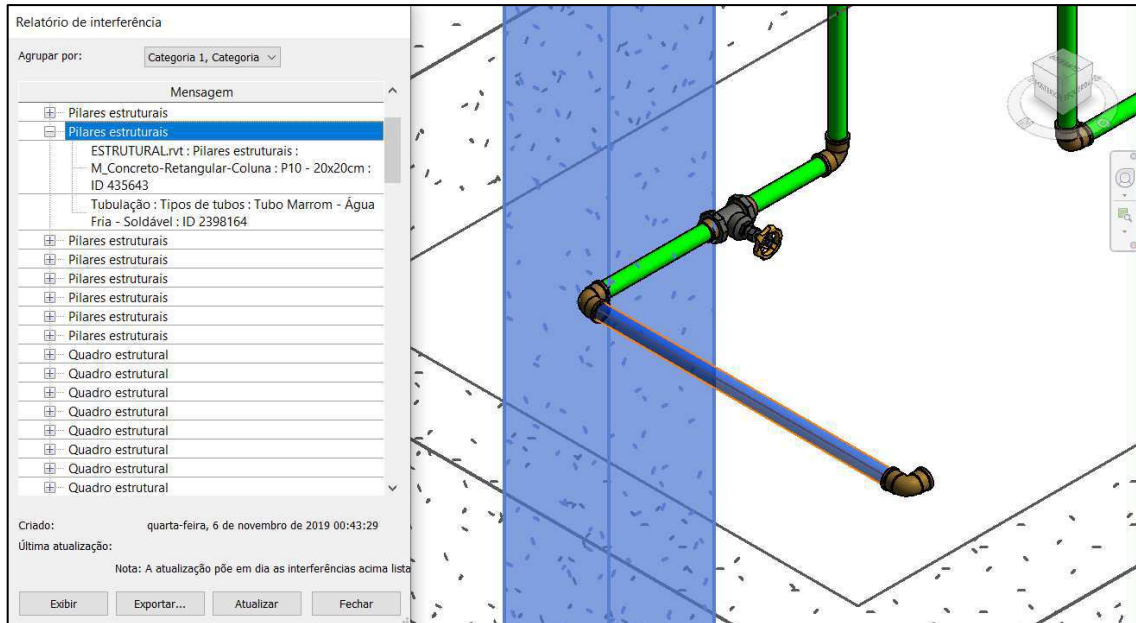 Relatório de interferência
Agrupar por:
Categoria 1, Categoria
Mensagem
Pilares estruturais
Pilares estruturais
ESTRUTURAL.rvt : Pilares estruturais :
M_Concreto-Retangular-Coluna : P10 - 20x20cm :
ID 435643
Tubulação : Tipos de tubos : Tubo Marrom - Água
Fria - Soldável : ID 2398164
Pilares estruturais
Pilares estruturais
Pilares estruturais
Pilares estruturais
Pilares estruturais
Pilares estruturais
Quadro estrutural
Quadro estrutural
Quadro estrutural
Quadro estrutural
Quadro estrutural
Quadro estrutural
Quadro estrutural
Quadro estrutural
Criado:
quarta-feira, 6 de novembro de 2019 00:43:29
Última atualização:
Nota: A atualização põe em dia as interferências acima lista
Exibir
Exportar...
Atualizar
Fechar